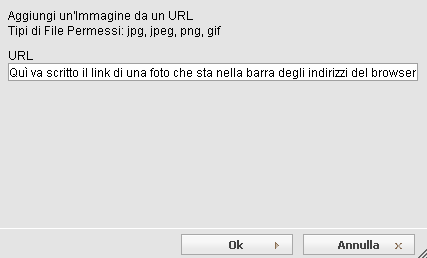 Aggiungi un'Immagine da un URL
Tipi di File Permessi: jpg, jpeg, png, gif
URL
Quì va scritto il link di una foto che sta nella barra degli indirizzi del browser
Ok
Annulla x